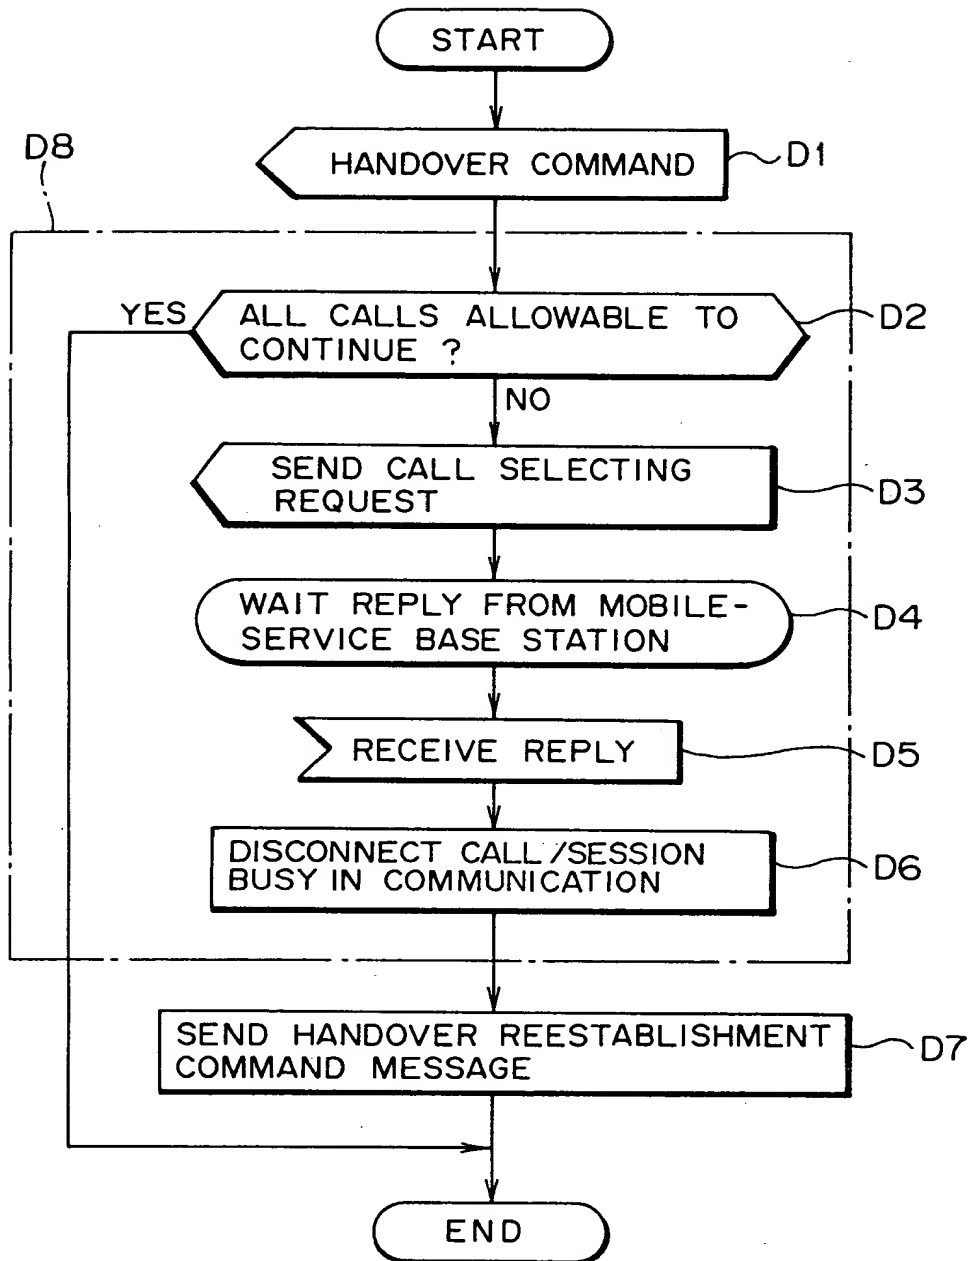 START
HANDOVER COMMAND
D1
D8
YES
ALL CALLS ALLOWABLE TO
CONTINUE ?
D2
NO
SEND CALL SELECTING
REQUEST
D3
WAIT REPLY FROM MOBILE-
SERVICE BASE STATION
D4
RECEIVE REPLY
D5
DISCONNECT CALL/SESSION
BUSY IN COMMUNICATION
D6
SEND HANDOVER REESTABLISHMENT
COMMAND MESSAGE
D7
END